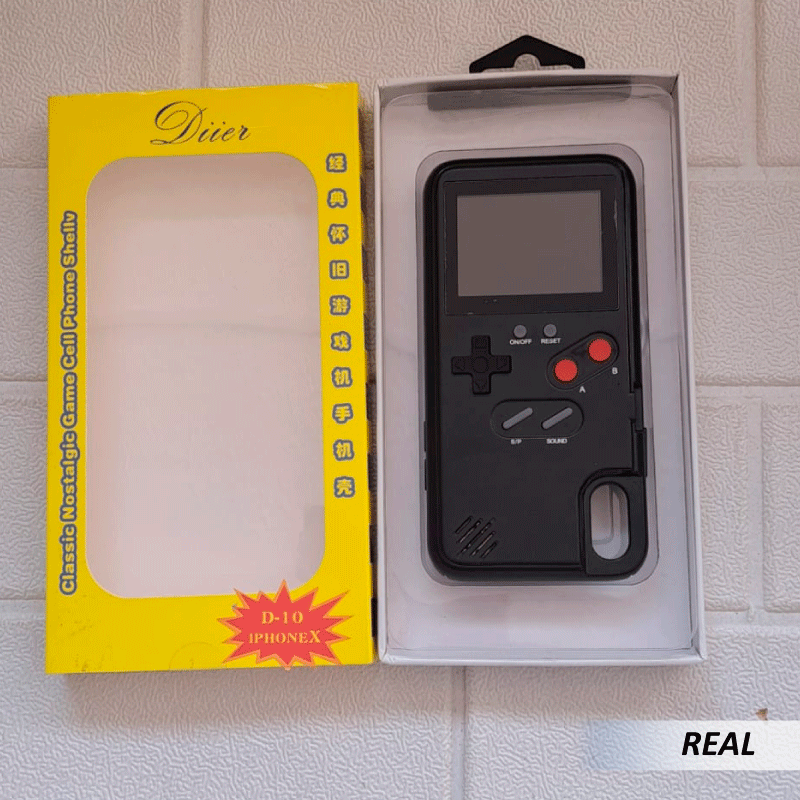 Diier
Classic Nostalgic Game Cell Phone Shellv
经典怀旧游戏机手机壳
D-10
IPHONEX
ON/OFF
RESET
B
A
S/P
SOUND
REAL